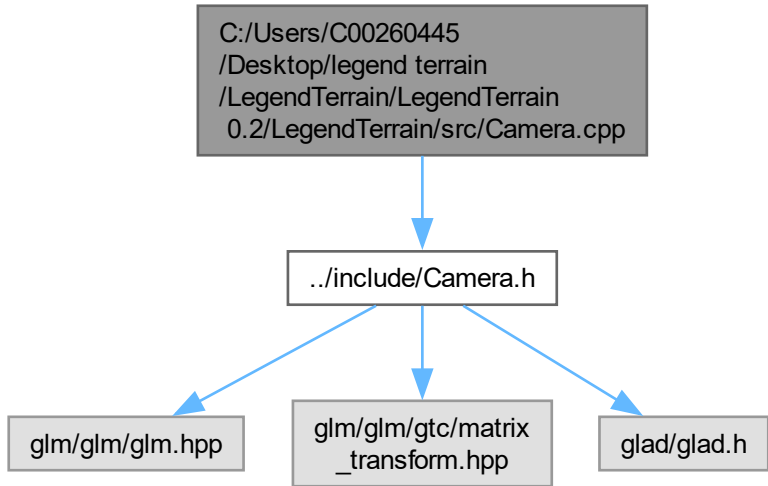 C:/Users/C00260445
/Desktop/legend terrain
/LegendTerrain/LegendTerrain
0.2/LegendTerrain/src/Camera.cpp
../include/Camera.h
glm/glm/glm.hpp
glm/glm/gtc/matrix
_transform.hpp
glad/glad.h